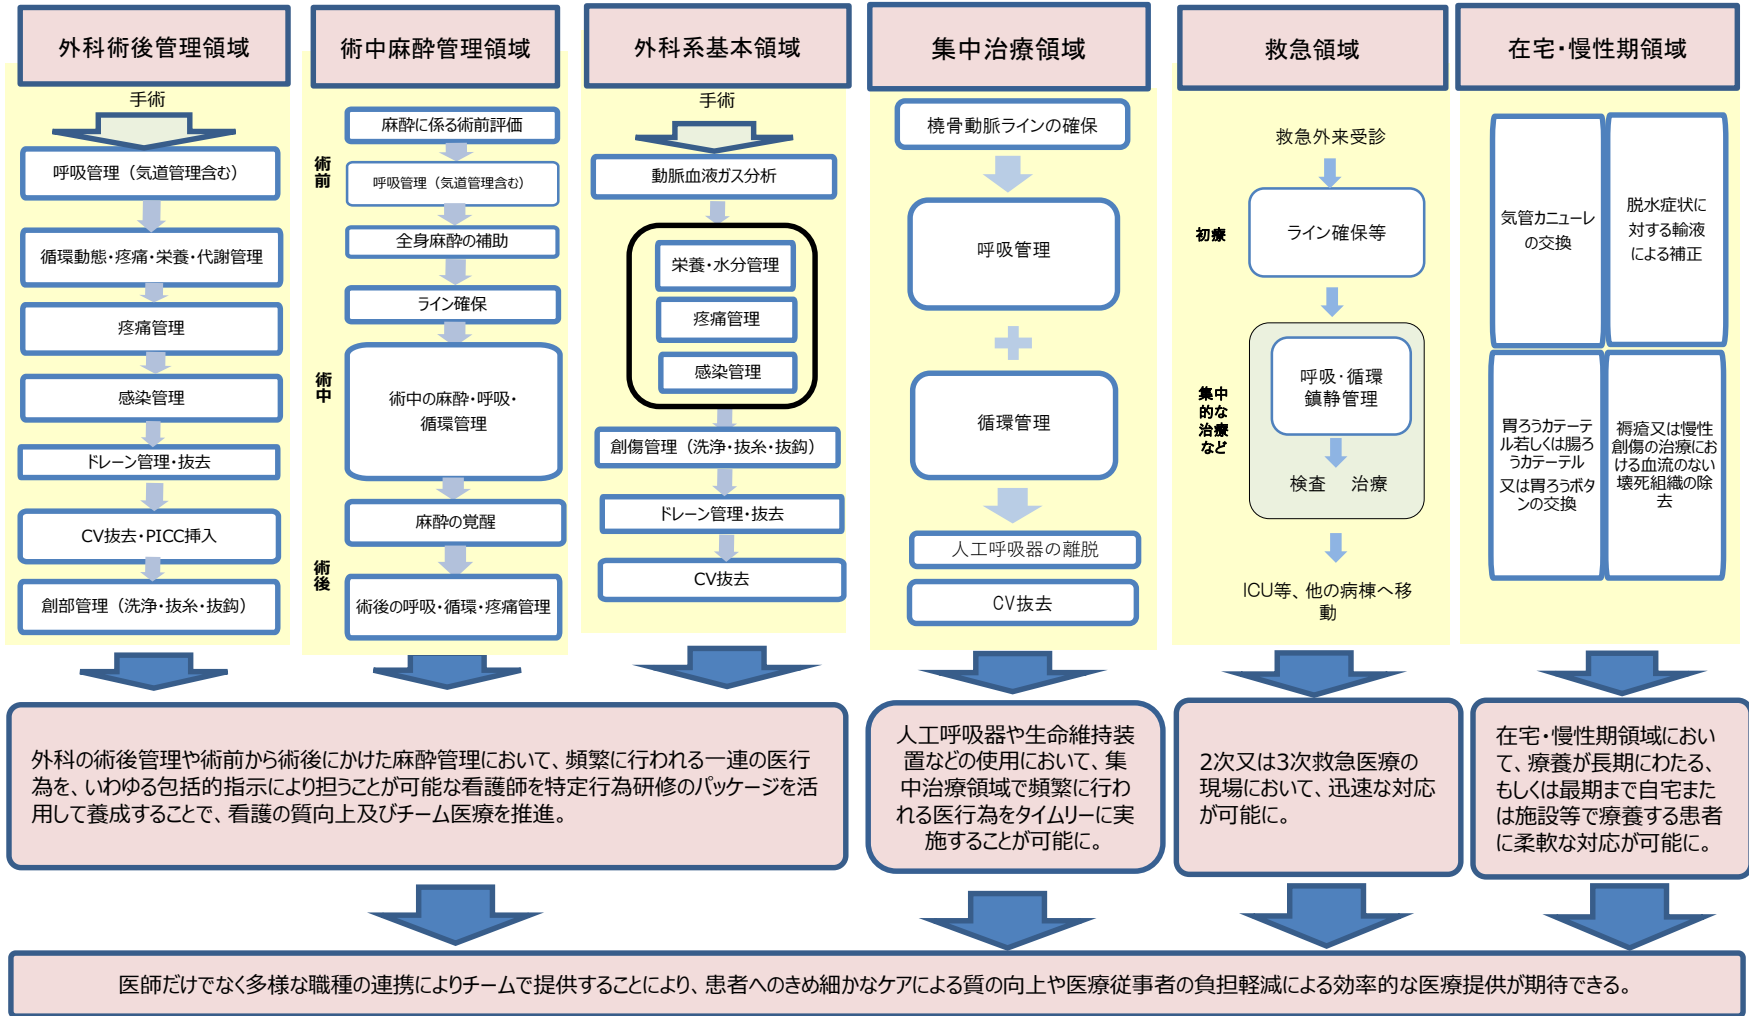 外科術後管理領域
手術
呼吸管理（気道管理含む）
循環動態・疼痛・栄養・代謝管理
疼痛管理
感染管理
ドレーン管理・抜去
CV抜去・PICC挿入
創部管理（洗浄・抜糸・抜鈎）
術中麻酔管理領域
術前
麻酔に係る術前評価
呼吸管理（気道管理含む）
全身麻酔の補助
ライン確保
術中
術中の麻酔・呼吸・
循環管理
麻酔の覚醒
術後
術後の呼吸・循環・疼痛管理
外科系基本領域
手術
動脈血液ガス分析
栄養・水分管理
疼痛管理
感染管理
創傷管理（洗浄・抜糸・抜鈎）
ドレーン管理・抜去
CV抜去
集中治療領域
橈骨動脈ラインの確保
呼吸管理
循環管理
人工呼吸器の離脱
CV抜去
救急領域
救急外来受診
初療
ライン確保等
集中
的な
治療
など
呼吸・循環
鎮静管理
検査　治療
ICU等、他の病棟へ移
動
在宅・慢性期領域
気管カニューレ
の交換
脱水症状に
対する輸液
による補正
胃ろうカテーテ
ル若しくは腸ろ
うカテーテル
又は胃ろうボタ
ンの交換
褥瘡又は慢性
創傷の治療にお
ける血流のない
壊死組織の除
去
外科の術後管理や術前から術後にかけた麻酔管理において、頻繁に行われる一連の医行
為を、いわゆる包括的指示により担うことが可能な看護師を特定行為研修のパッケージを活
用して養成することで、看護の質向上及びチーム医療を推進。
人工呼吸器や生命維持装
置などの使用において、集
中治療領域で頻繁に行わ
れる医行為をタイムリーに実
施することが可能に。
2次又は3次救急医療の
現場において、迅速な対応
が可能に。
在宅・慢性期領域におい
て、療養が長期にわたる、
もしくは最期まで自宅また
は施設等で療養する患者
に柔軟な対応が可能に。
医師だけでなく多様な職種の連携によりチームで提供することにより、患者へのきめ細かなケアによる質の向上や医療従事者の負担軽減による効率的な医療提供が期待できる。